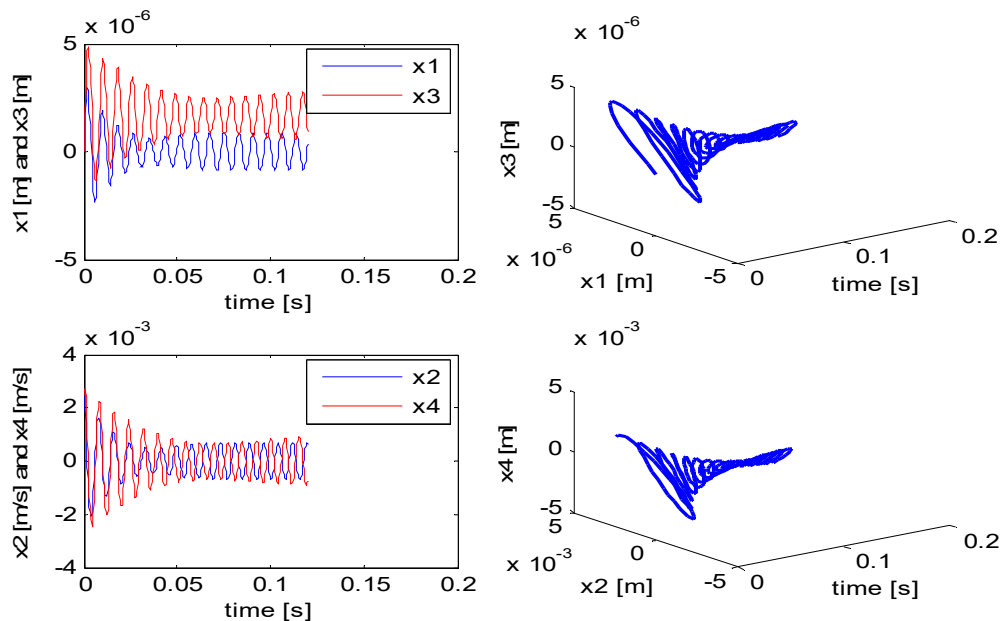 x 10^-6
5
0
-5
x1 [m] and x3 [m]
0
0.05
0.1
0.15
0.2
time [s]
x1
x3
x 10^-6
5
0
-5
x3 [m]
5
0
-5
x 10^-6
x1 [m]
0
0.1
0.2
time [s]
x 10^-3
4
2
0
-2
-4
x2 [m/s] and x4 [m/s]
0
0.05
0.1
0.15
0.2
time [s]
x2
x4
x 10^-3
5
0
-5
x4 [m]
5
0
-5
x 10^-3
x2 [m]
0
0.1
0.2
time [s]